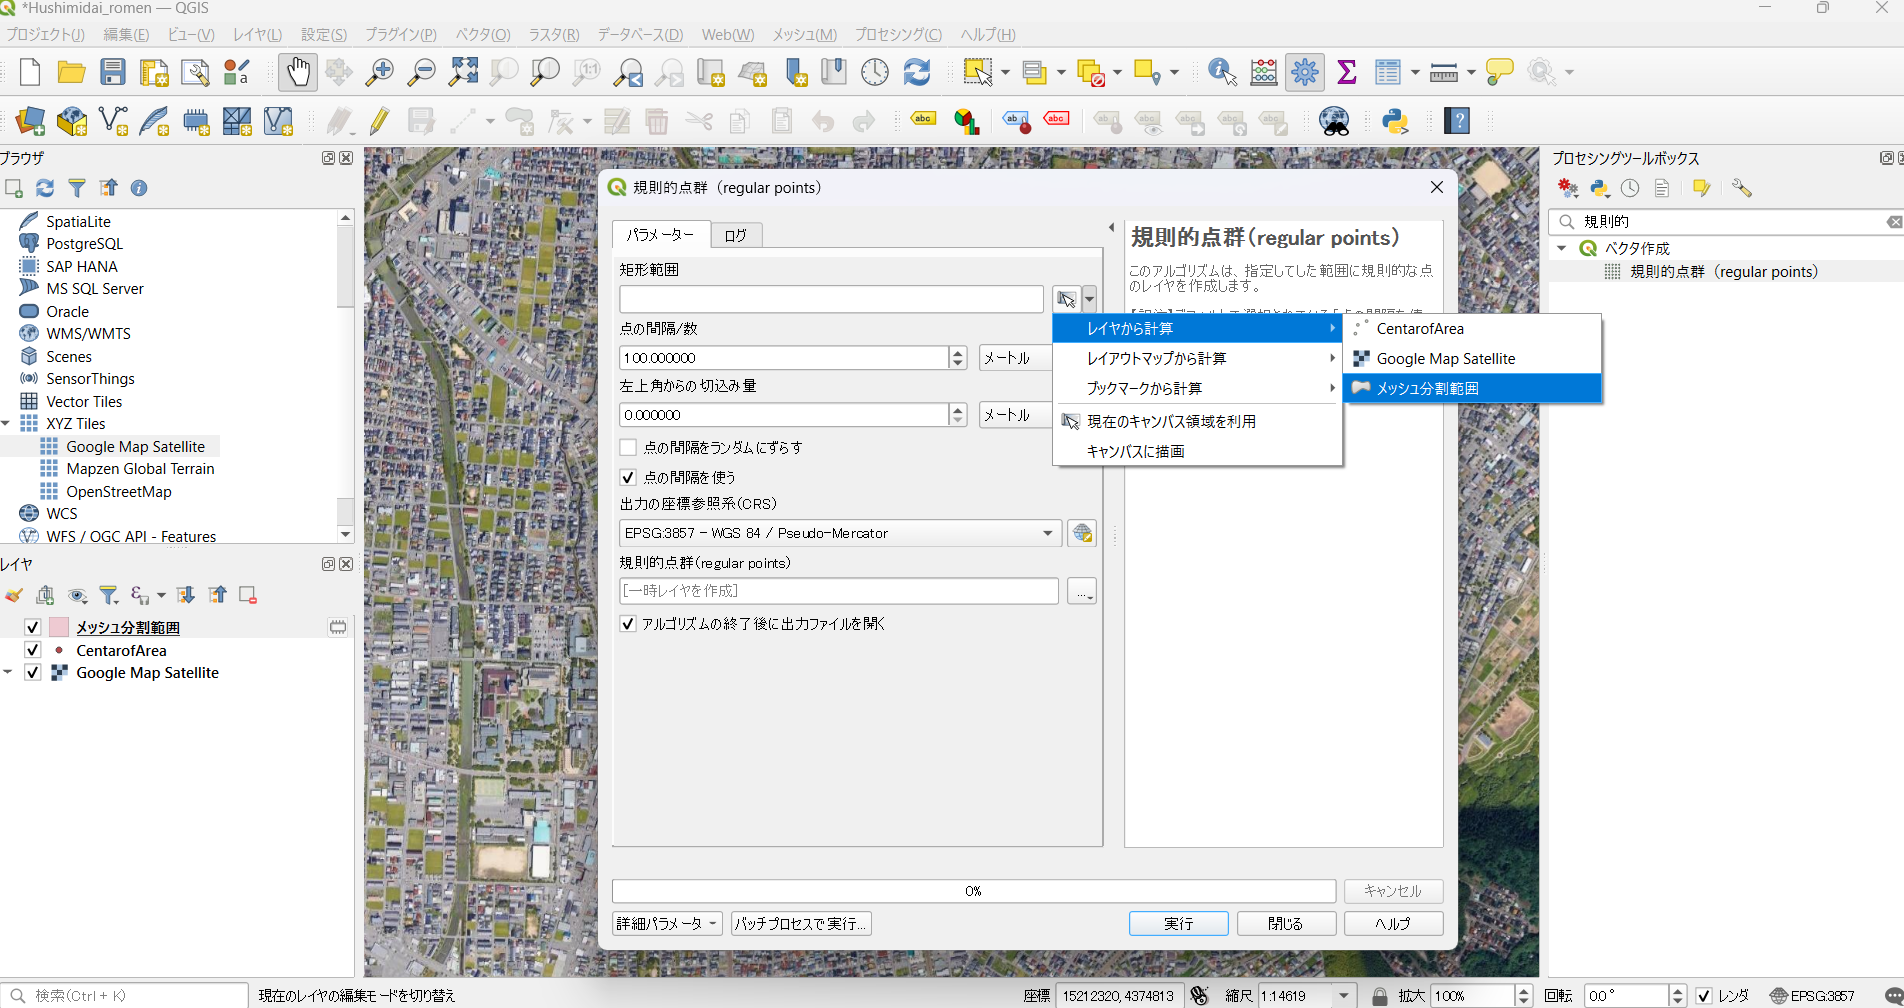 *Hushimidai_romen — QGIS
プロジェクト(J) 編集(E) ビュー(V) レイヤ(L) 設定(S) プラグイン(P) ベクタ(O) ラスタ(R) データベース(D) Web(W) メッシュ(M) プロセシング(C) ヘルプ(H)
ブラウザ
SpatiaLite
PostgreSQL
SAP HANA
MS SQL Server
Oracle
WMS/WMTS
Scenes
SensorThings
Vector Tiles
XYZ Tiles
Google Map Satellite
Mapzen Global Terrain
OpenStreetMap
WCS
WFS / OGC API - Features
レイヤ
メッシュ分割範囲
CentarofArea
Google Map Satellite
規則的点群（regular points）
パラメーター ログ
矩形範囲
点の間隔/数
100.000000 メートル
左上角からの切込み量
0.000000 メートル
点の間隔をランダムにずらす
点の間隔を使う
出力の座標参照系(CRS)
EPSG:3857 - WGS 84 / Pseudo-Mercator
規則的点群(regular points)
[一時レイヤを作成]
...
アルゴリズムの終了後に出力ファイルを開く
規則的点群(regular points)
このアルゴリズムは、指定してした範囲に規則的な点
のレイヤを作成します。
レイヤから計算
レイアウトマップから計算
ブックマークから計算
現在のキャンバス領域を利用
キャンバスに描画
CentarofArea
Google Map Satellite
メッシュ分割範囲
0%
キャンセル
詳細パラメータ バッチプロセスで実行... 実行 閉じる ヘルプ
プロセシングツールボックス
規則的
ベクタ作成
規則的点群（regular points）
検索(Ctrl + K) 現在のレイヤの編集モードを切り替え 座標 15212320, 4374813 縮尺 1:14619 拡大 100% 回転 0.0 ° レンダ EPSG:3857